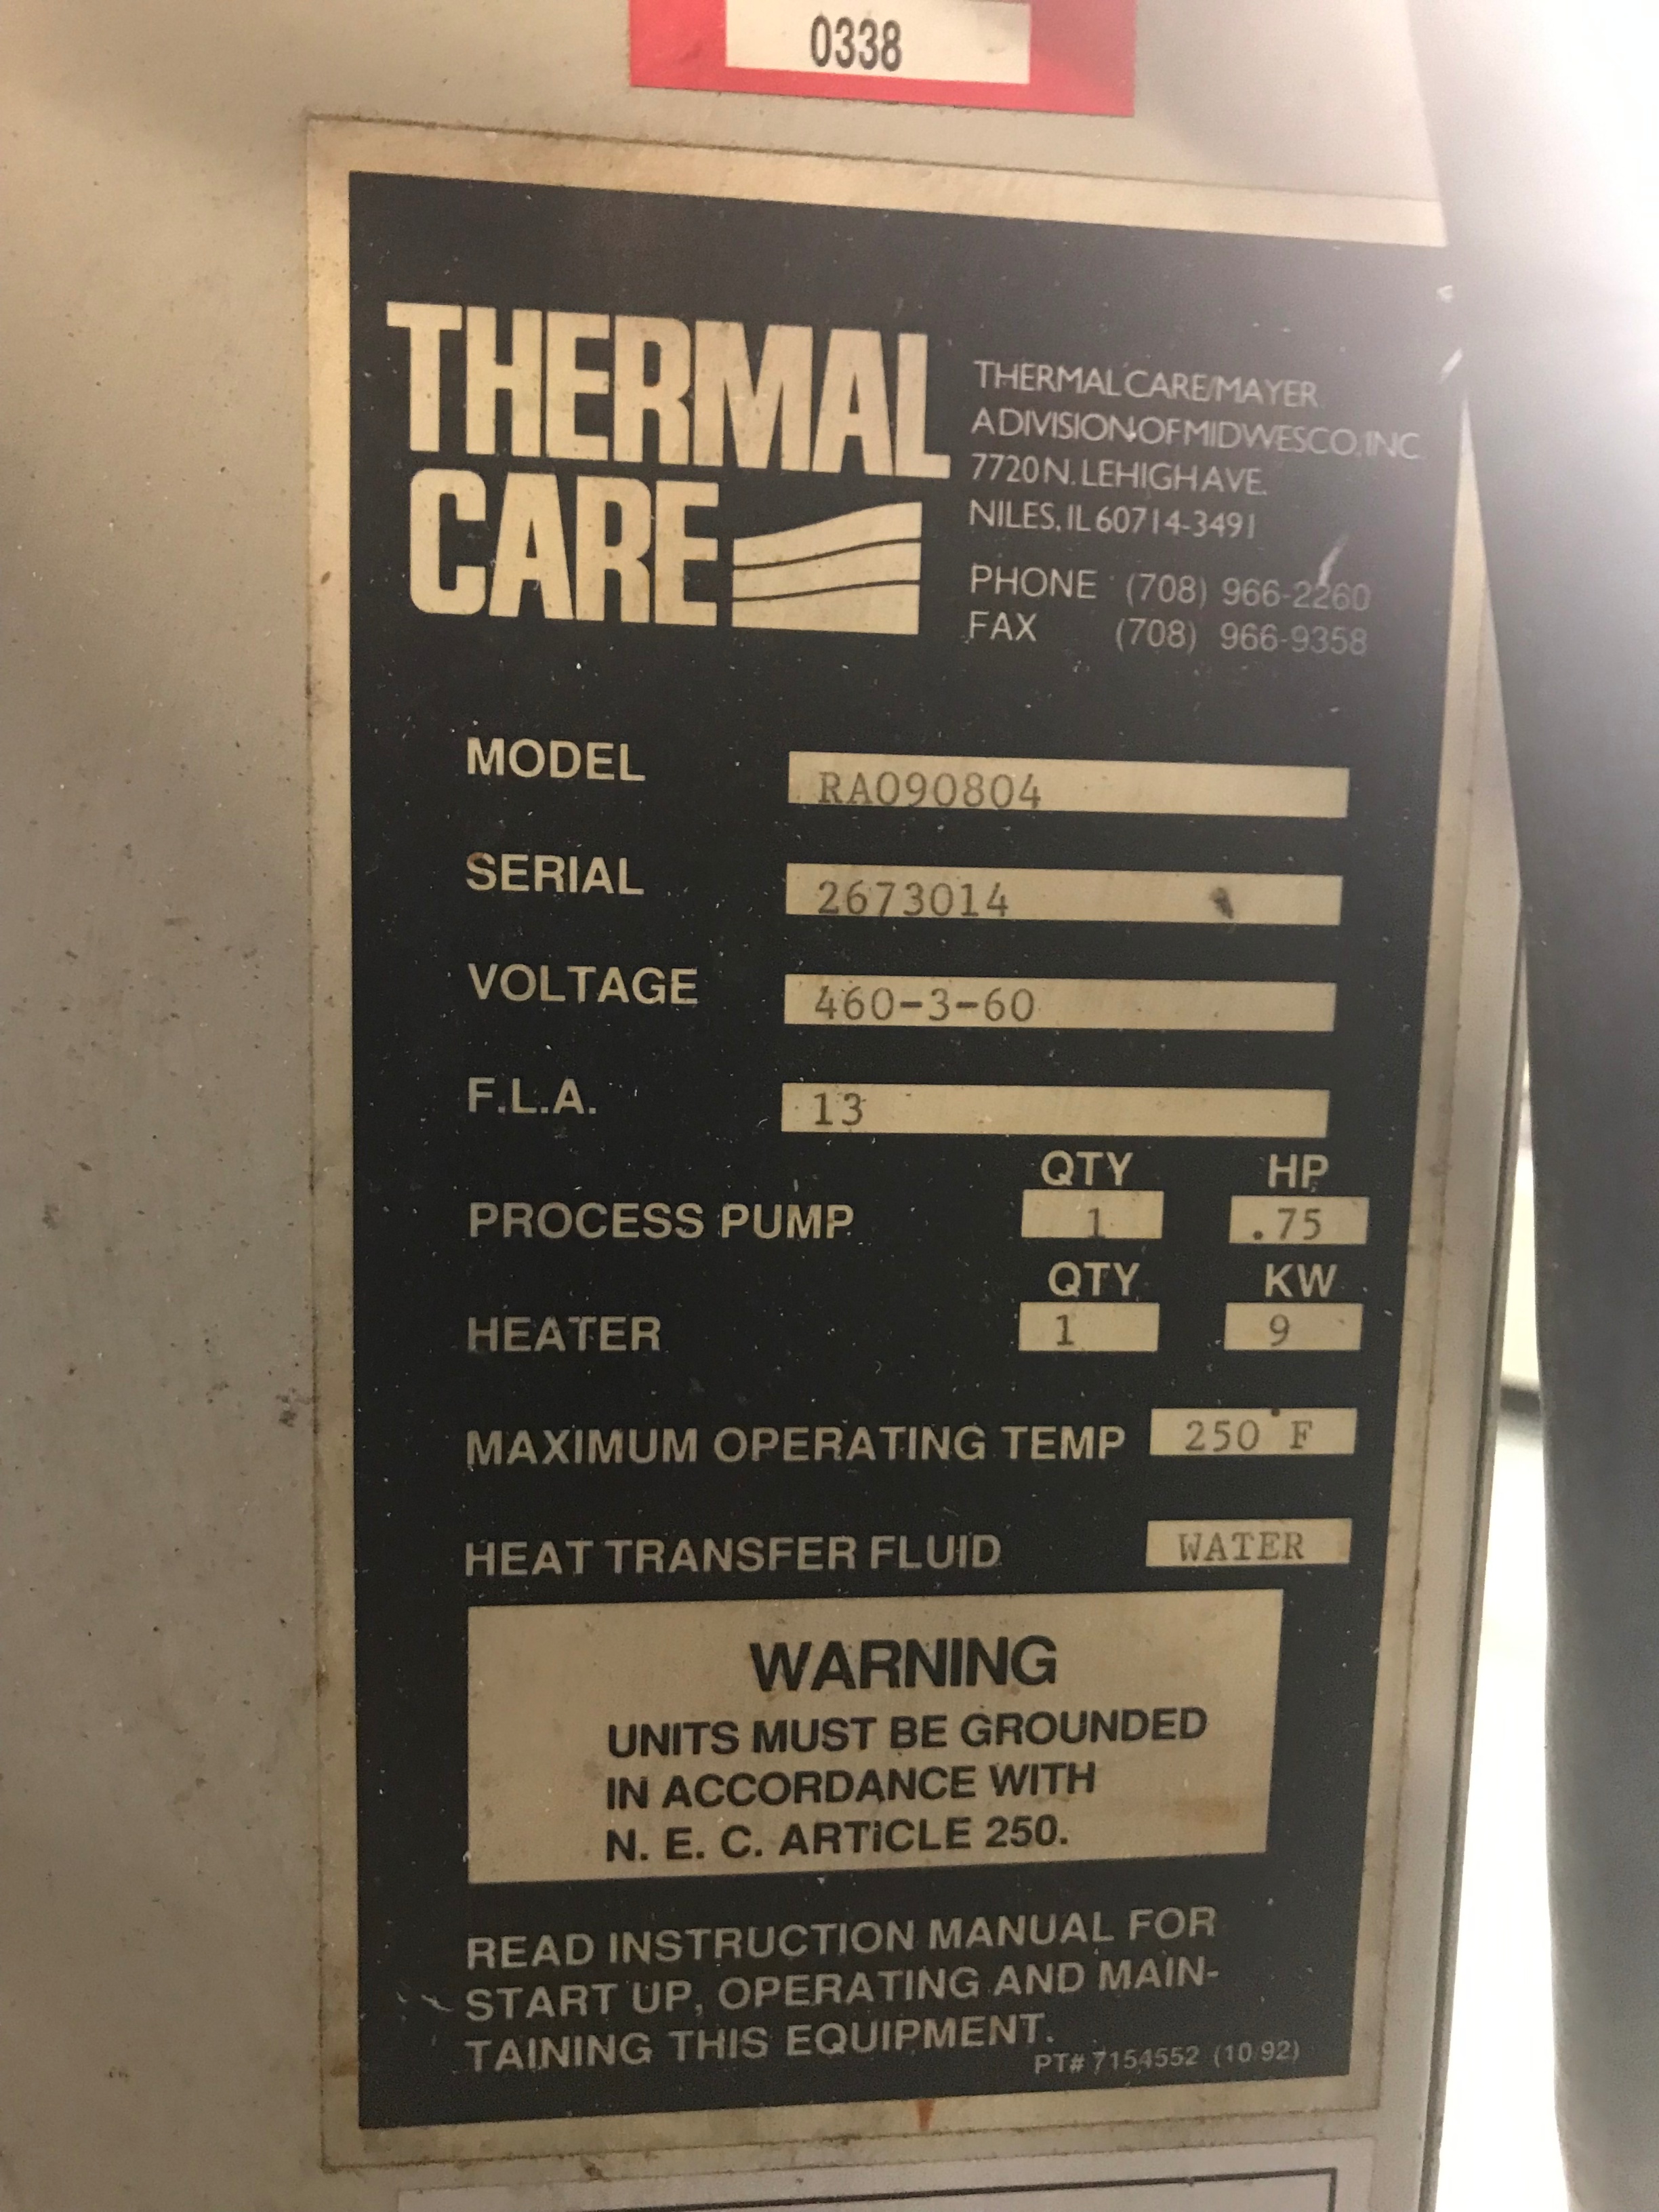 0338
THERMAL
CARE
THERMAL CARE/MAYER
A DIVISION OF MIDWESCO, INC.
7720 N. LEHIGH AVE.
NILES, IL 60714-3491
PHONE (708) 966-2260
FAX (708) 966-9358
MODEL RA090804
SERIAL 2673014
VOLTAGE 460-3-60
F.L.A. 13
QTY HP
PROCESS PUMP 1 .75
QTY KW
HEATER 1 9
MAXIMUM OPERATING TEMP 250°F
HEAT TRANSFER FLUID WATER
WARNING
UNITS MUST BE GROUNDED
IN ACCORDANCE WITH
N. E. C. ARTICLE 250.
READ INSTRUCTION MANUAL FOR
START UP, OPERATING AND MAIN-
TAINING THIS EQUIPMENT.
PT# 7154552 (10 92)